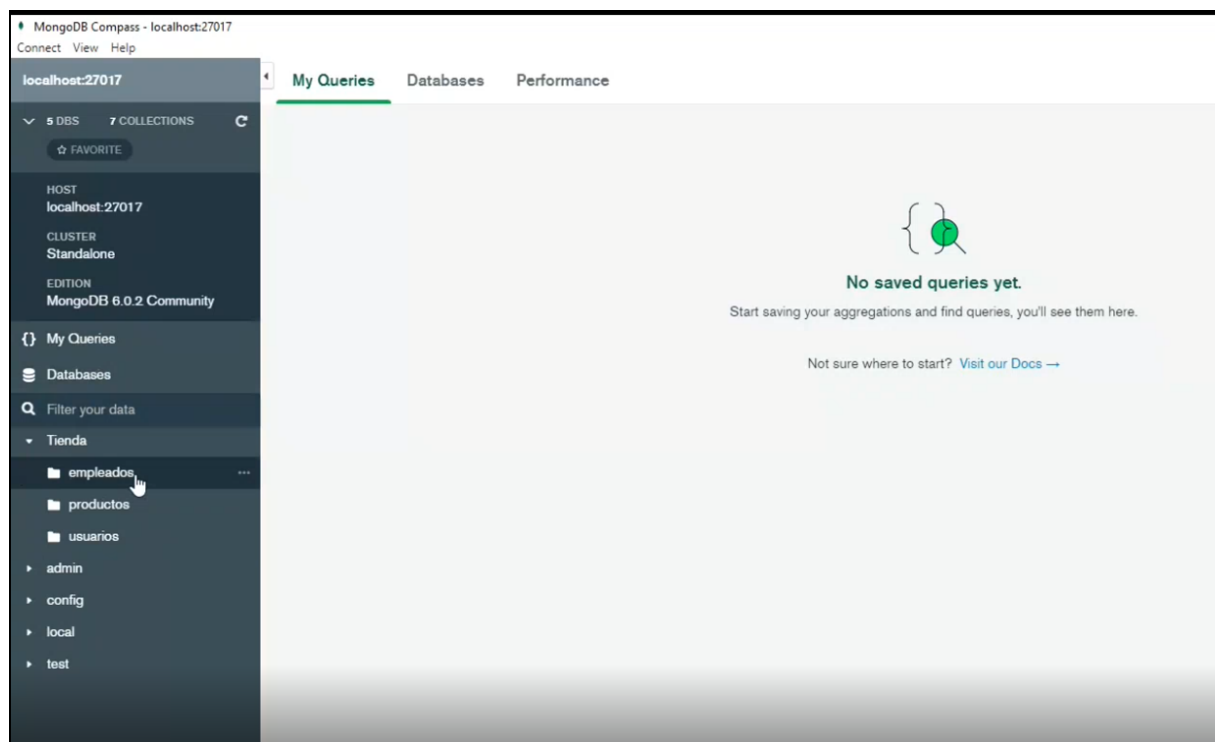 MongoDB Compass - localhost:27017
Connect View Help
localhost:27017
My Queries Databases Performance
5 DBS 7 COLLECTIONS
FAVORITE
HOST
localhost:27017
CLUSTER
Standalone
EDITION
MongoDB 6.0.2 Community
{} My Queries
Databases
Filter your data
Tienda
empleados
productos
usuarios
admin
config
local
test
No saved queries yet.
Start saving your aggregations and find queries, you'll see them here.
Not sure where to start? Visit our Docs →